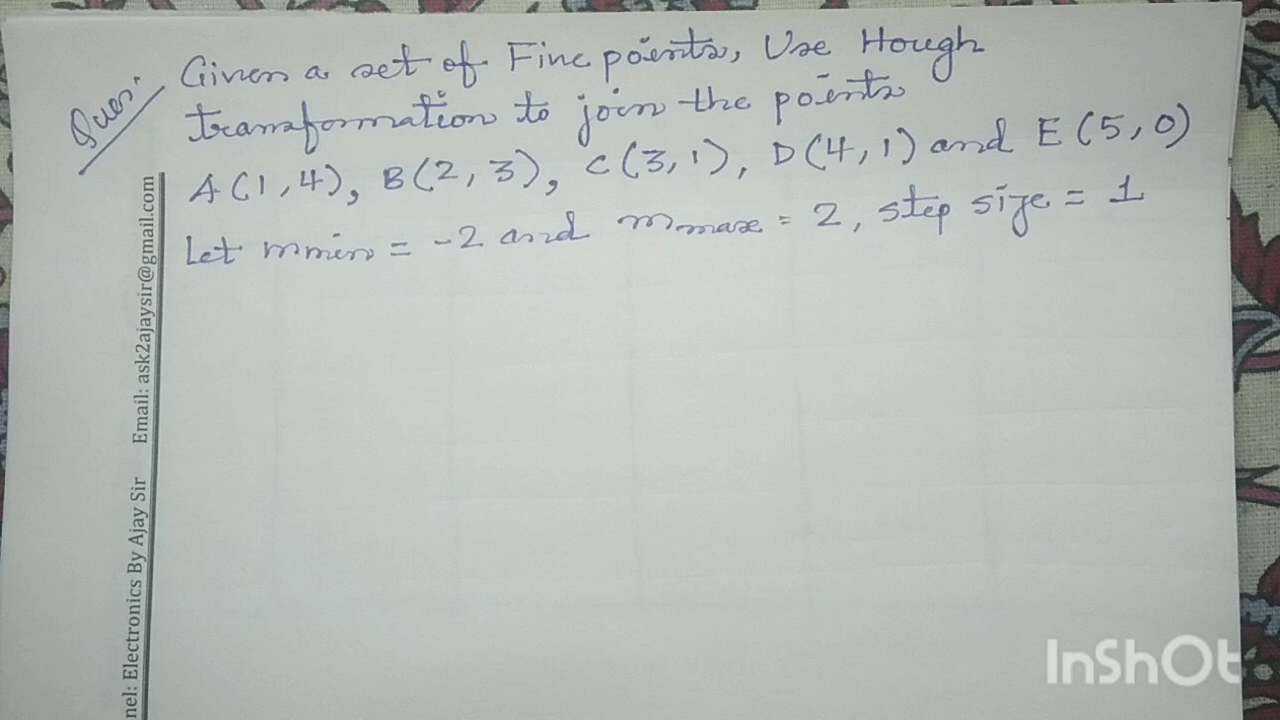 Ques:
Given a set of Five points, Use Hough
transformation to join the points
A(1,4), B(2,3), C(3,1), D(4,1) and E(5,0)
Let mmin = -2 and mmax = 2, step size = 1
nel: Electronics By Ajay Sir Email: ask2ajaysir@gmail.com
InShOt